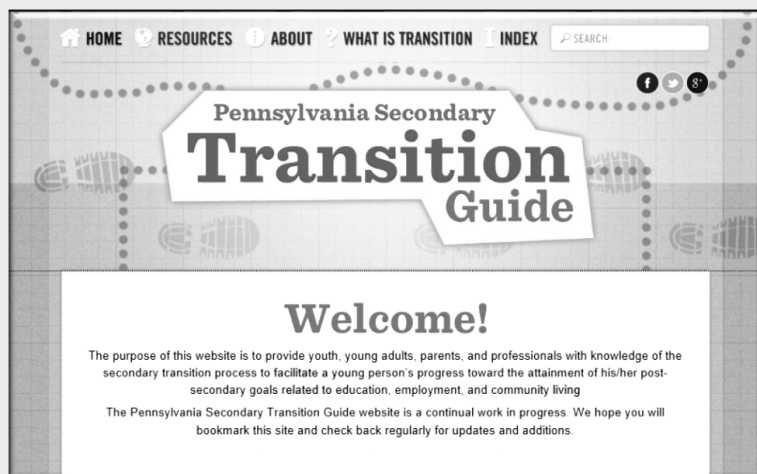 HOME RESOURCES ABOUT WHAT IS TRANSITION INDEX SEARCH:
f 8+
Pennsylvania Secondary
Transition
Guide
Welcome!
The purpose of this website is to provide youth, young adults, parents, and professionals with knowledge of the
secondary transition process to facilitate a young person's progress toward the attainment of his/her post-
secondary goals related to education, employment, and community living
The Pennsylvania Secondary Transition Guide website is a continual work in progress. We hope you will
bookmark this site and check back regularly for updates and additions.